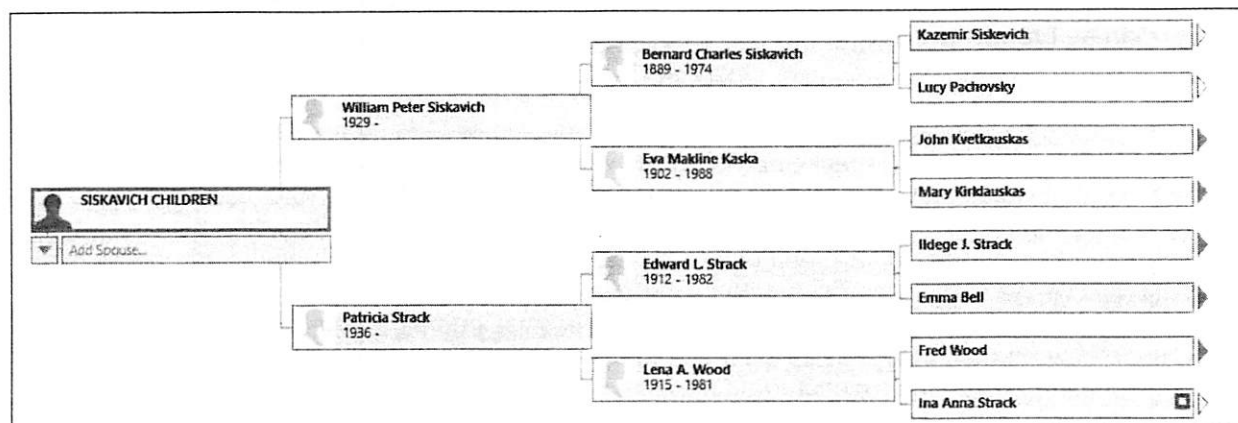 Kazemir Siskevich
Bernard Charles Siskavich
1889 - 1974
Lucy Pachovsky
William Peter Siskavich
1929 -
John Kvetkauskas
Eva Makline Kaska
1902 - 1988
Mary Kirklauskas
SISKAVICH CHILDREN
Add Spouse...
Ildege J. Strack
Edward L. Strack
1912 - 1982
Emma Bell
Patricia Strack
1936 -
Fred Wood
Lena A. Wood
1915 - 1981
Ina Anna Strack